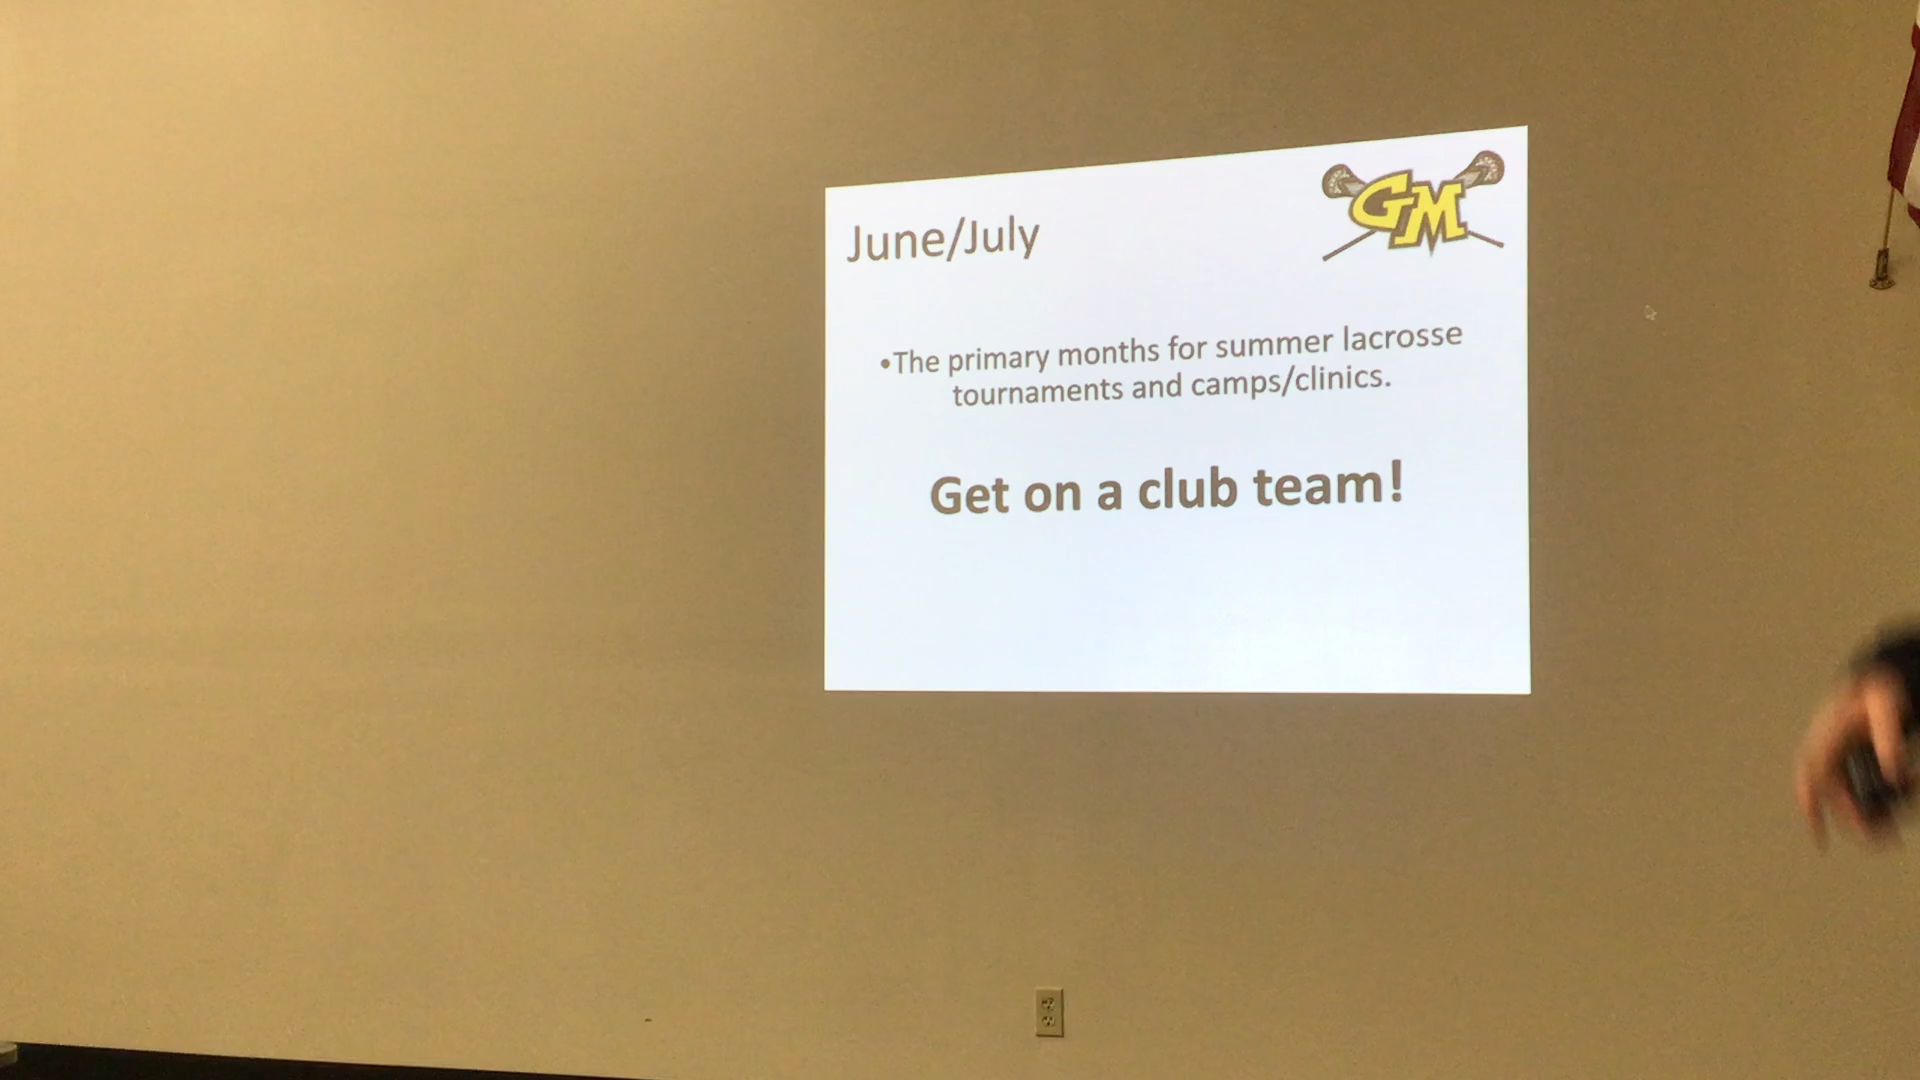 GM
June/July
•The primary months for summer lacrosse
tournaments and camps/clinics.
Get on a club team!